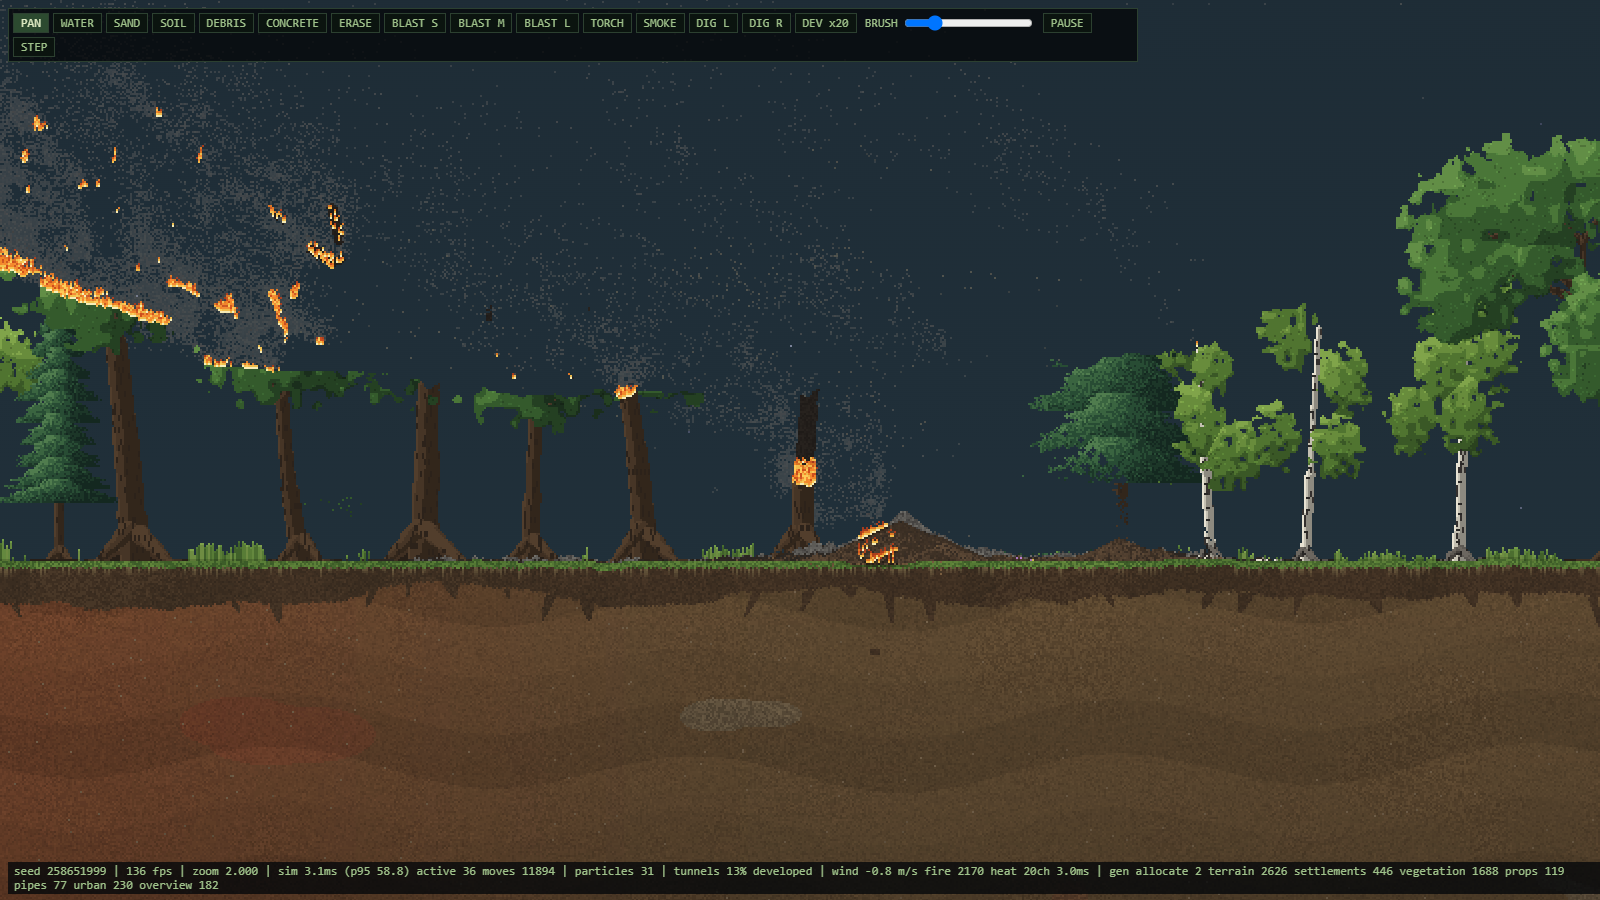 PAN WATER SAND SOIL DEBRIS CONCRETE ERASE BLAST S BLAST M BLAST L TORCH SMOKE DIG L DIG R DEV x20 BRUSH PAUSE
STEP
seed 258651999 | 136 fps | zoom 2.000 | sim 3.1ms (p95 58.8) active 36 moves 11894 | particles 31 | tunnels 13% developed | wind -0.8 m/s fire 2170 heat 20ch 3.0ms | gen allocate 2 terrain 2626 settlements 446 vegetation 1688 props 119
pipes 77 urban 230 overview 182